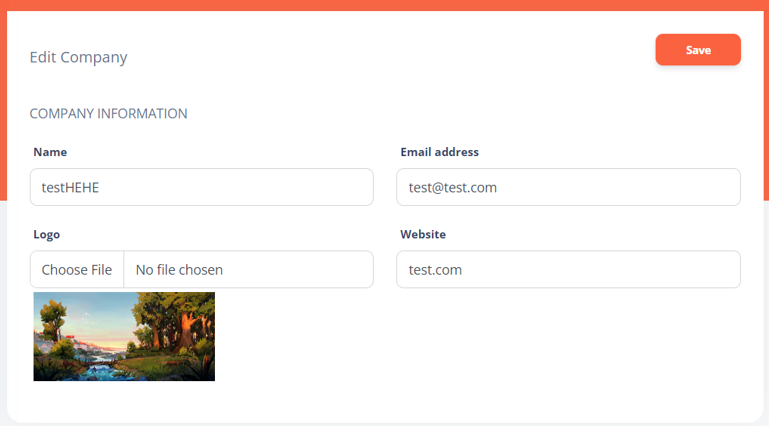 Edit Company
Save
COMPANY INFORMATION
Name
Email address
testHEHE
test@test.com
Logo
Website
Choose File No file chosen
test.com